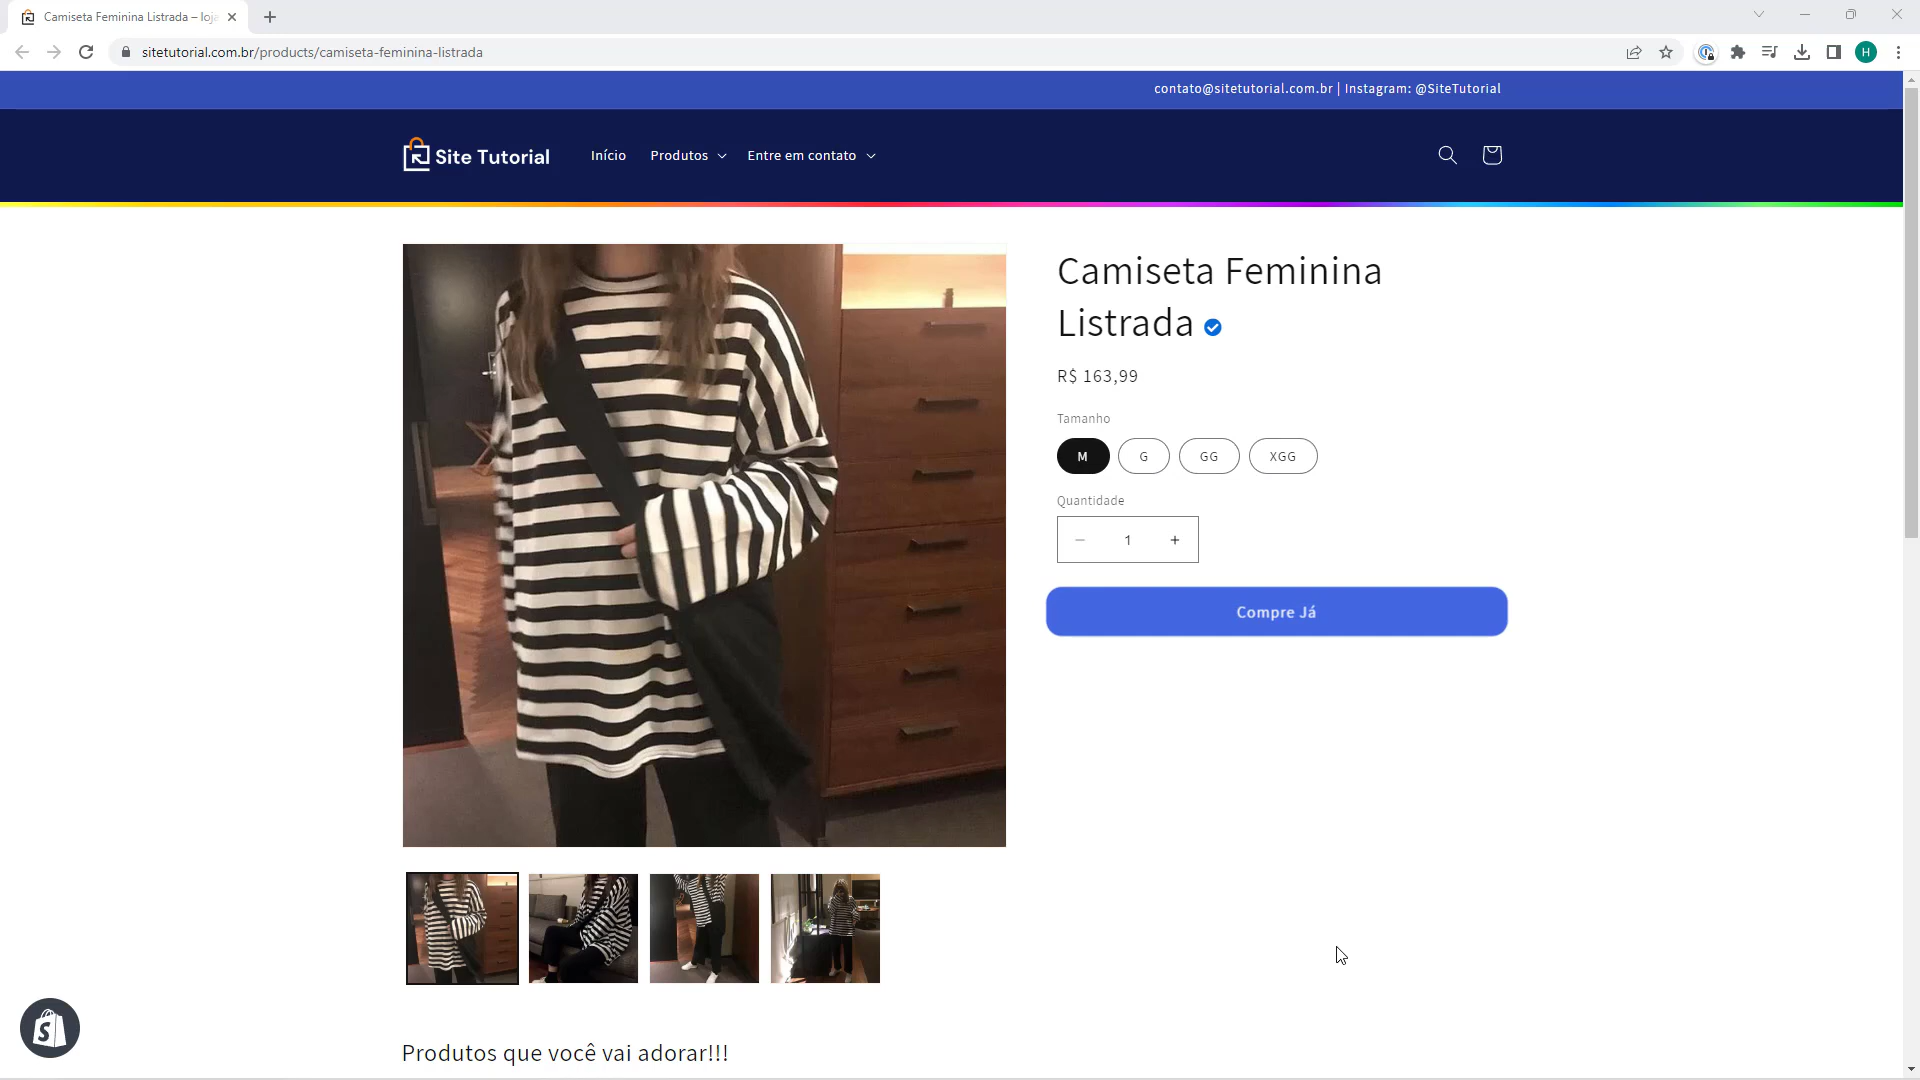 Camiseta Feminina Listrada – loja
sitetutorial.com.br/products/camiseta-feminina-listrada
H
contato@sitetutorial.com.br | Instagram: @SiteTutorial
Site Tutorial
Início
Produtos
Entre em contato
Camiseta Feminina
Listrada
R$ 163,99
Tamanho
M G GG XGG
Quantidade
− 1 +
Compre Já
Produtos que você vai adorar!!!